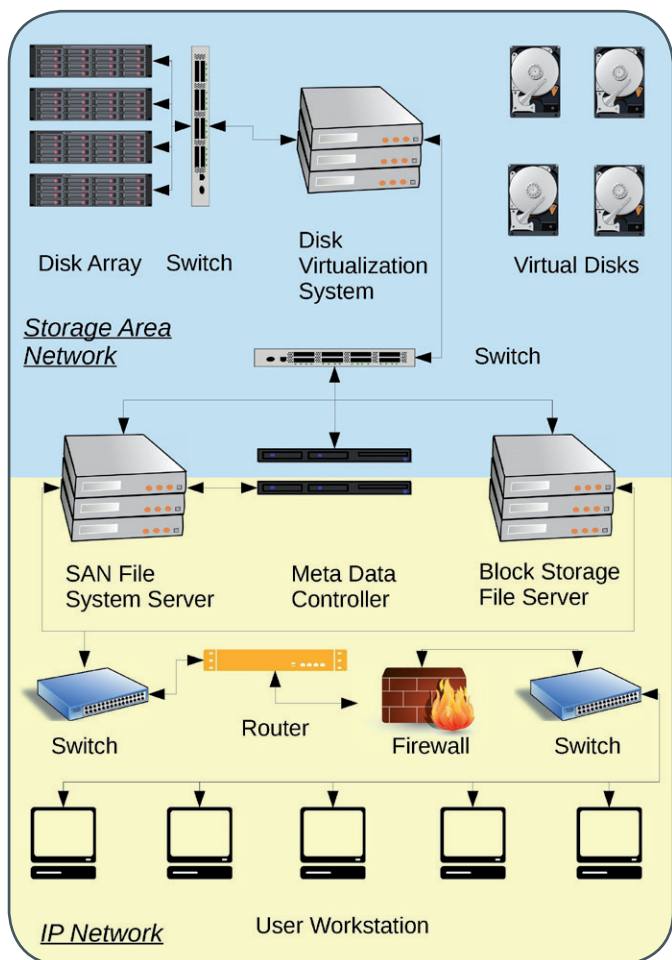 Disk Array
Switch
Disk
Virtualization
System
Virtual Disks
Storage Area
Network
Switch
SAN File
System Server
Meta Data
Controller
Block Storage
File Server
Switch
Router
Firewall
Switch
User Workstation
IP Network